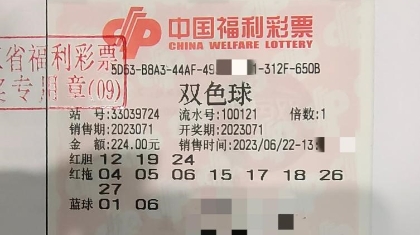 中国福利彩票
CHINA WELFARE LOTTERY
省福利彩票
奖专用章(09)
5D63-B8A3-44AF-49 1-312F-650B
双色球
站 号:33039724 流水号:100121 倍数:1
销售期:2023071 开奖期:2023071
金 额:224.00元 销售时间:2023/06/22-13
红胆 12 19 24
红拖 04 05 06 15 17 18 26
27
蓝球 01 06